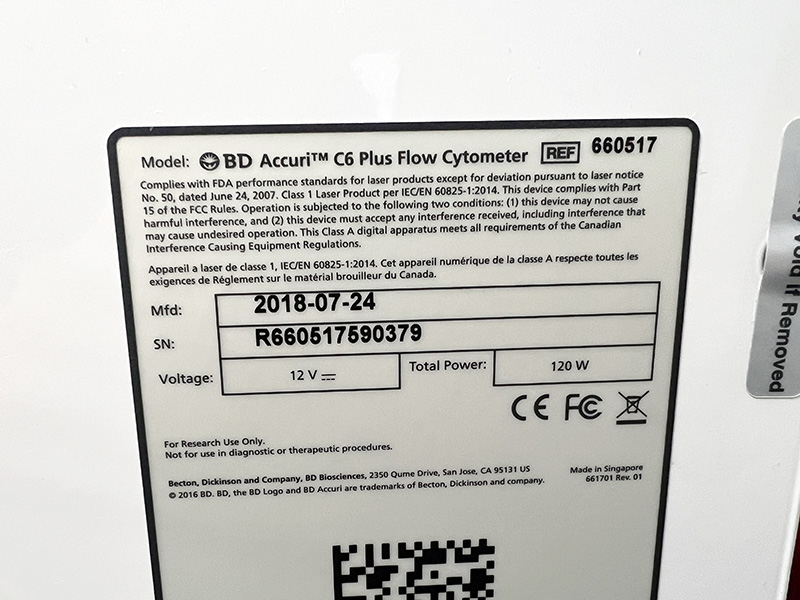 Model: BD Accuri™ C6 Plus Flow Cytometer REF 660517
Complies with FDA performance standards for laser products except for deviation pursuant to laser notice
No. 50, dated June 24, 2007. Class 1 Laser Product per IEC/EN 60825-1:2014. This device complies with Part
15 of the FCC Rules. Operation is subjected to the following two conditions: (1) this device may not cause
harmful interference, and (2) this device must accept any interference received, including interference that
may cause undesired operation. This Class A digital apparatus meets all requirements of the Canadian
Interference Causing Equipment Regulations.
Appareil a laser de classe 1, IEC/EN 60825-1:2014. Cet appareil numérique de la classe A respecte toutes les
exigences de Réglement sur le matérial brouilleur du Canada.
Mfd: 2018-07-24
SN: R660517590379
Voltage: 12 V Total Power: 120 W
CE FC
For Research Use Only.
Not for use in diagnostic or therapeutic procedures.
Becton, Dickinson and Company, BD Biosciences, 2350 Qume Drive, San Jose, CA 95131 US
© 2016 BD. BD, the BD Logo and BD Accuri are trademarks of Becton, Dickinson and company.
Made in Singapore
661701 Rev. 01
Void If Removed